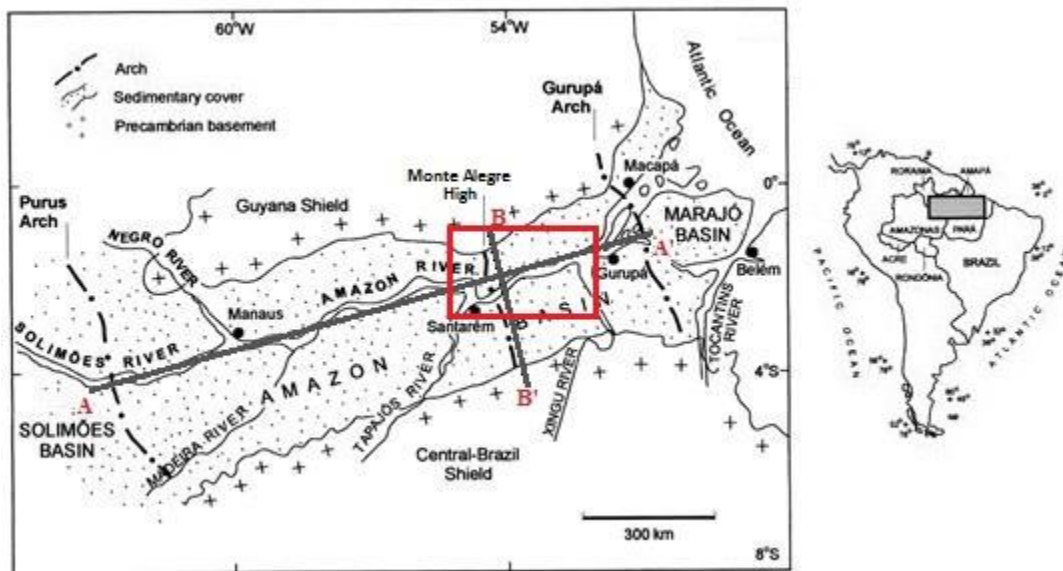 60°W
54°W
Arch
Sedimentary cover
Precambrian basement
Gurupá
Arch
Atlantic Ocean
Macapá
Monte Alegre
High
B
0°
Purus
Arch
Guyana Shield
NEGRO RIVER
MARAJÓ
BASIN
A'
Gurupá
Belém
AMAZON
RIVER
Manaus
Santarém
BASIN
TOCANTINS
RIVER
SOLIMÕES RIVER
AMAZON
A
4°S
B'
XINGU RIVER
TAPAJÓS RIVER
MADEIRA RIVER
SOLIMÕES
BASIN
Central-Brazil
Shield
300 km
8°S
RORAIMA
AMAPÁ
AMAZONAS
PARÁ
ACRE
RONDÔNIA
BRAZIL
PACIFIC OCEAN
ATLANTIC OCEAN